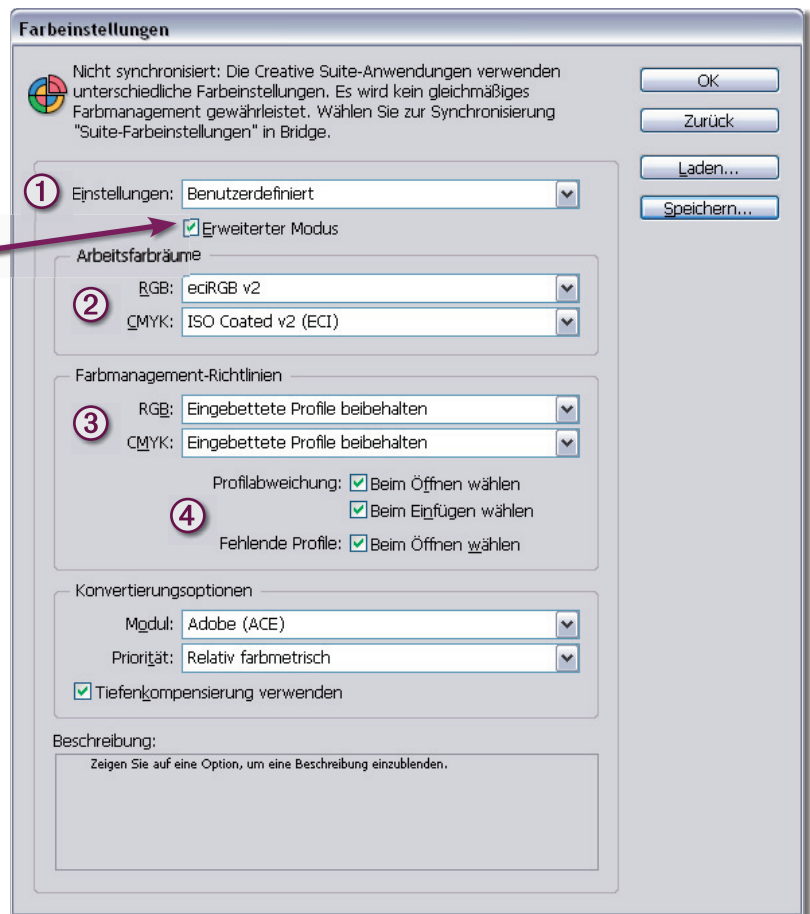 Farbeinstellungen
Nicht synchronisiert: Die Creative Suite-Anwendungen verwenden
unterschiedliche Farbeinstellungen. Es wird kein gleichmäßiges
Farbmanagement gewährleistet. Wählen Sie zur Synchronisierung
"Suite-Farbeinstellungen" in Bridge.
OK
Zurück
Laden...
Speichern...
1 Einstellungen: Benutzerdefiniert
Erweiterter Modus
Arbeitsfarbräume
2
RGB: eciRGB v2
CMYK: ISO Coated v2 (ECI)
Farbmanagement-Richtlinien
3
RGB: Eingebettete Profile beibehalten
CMYK: Eingebettete Profile beibehalten
Profilabweichung: Beim Öffnen wählen
4
Beim Einfügen wählen
Fehlende Profile: Beim Öffnen wählen
Konvertierungsoptionen
Modul: Adobe (ACE)
Priorität: Relativ farbmetrisch
Tiefenkompensierung verwenden
Beschreibung:
Zeigen Sie auf eine Option, um eine Beschreibung einzublenden.